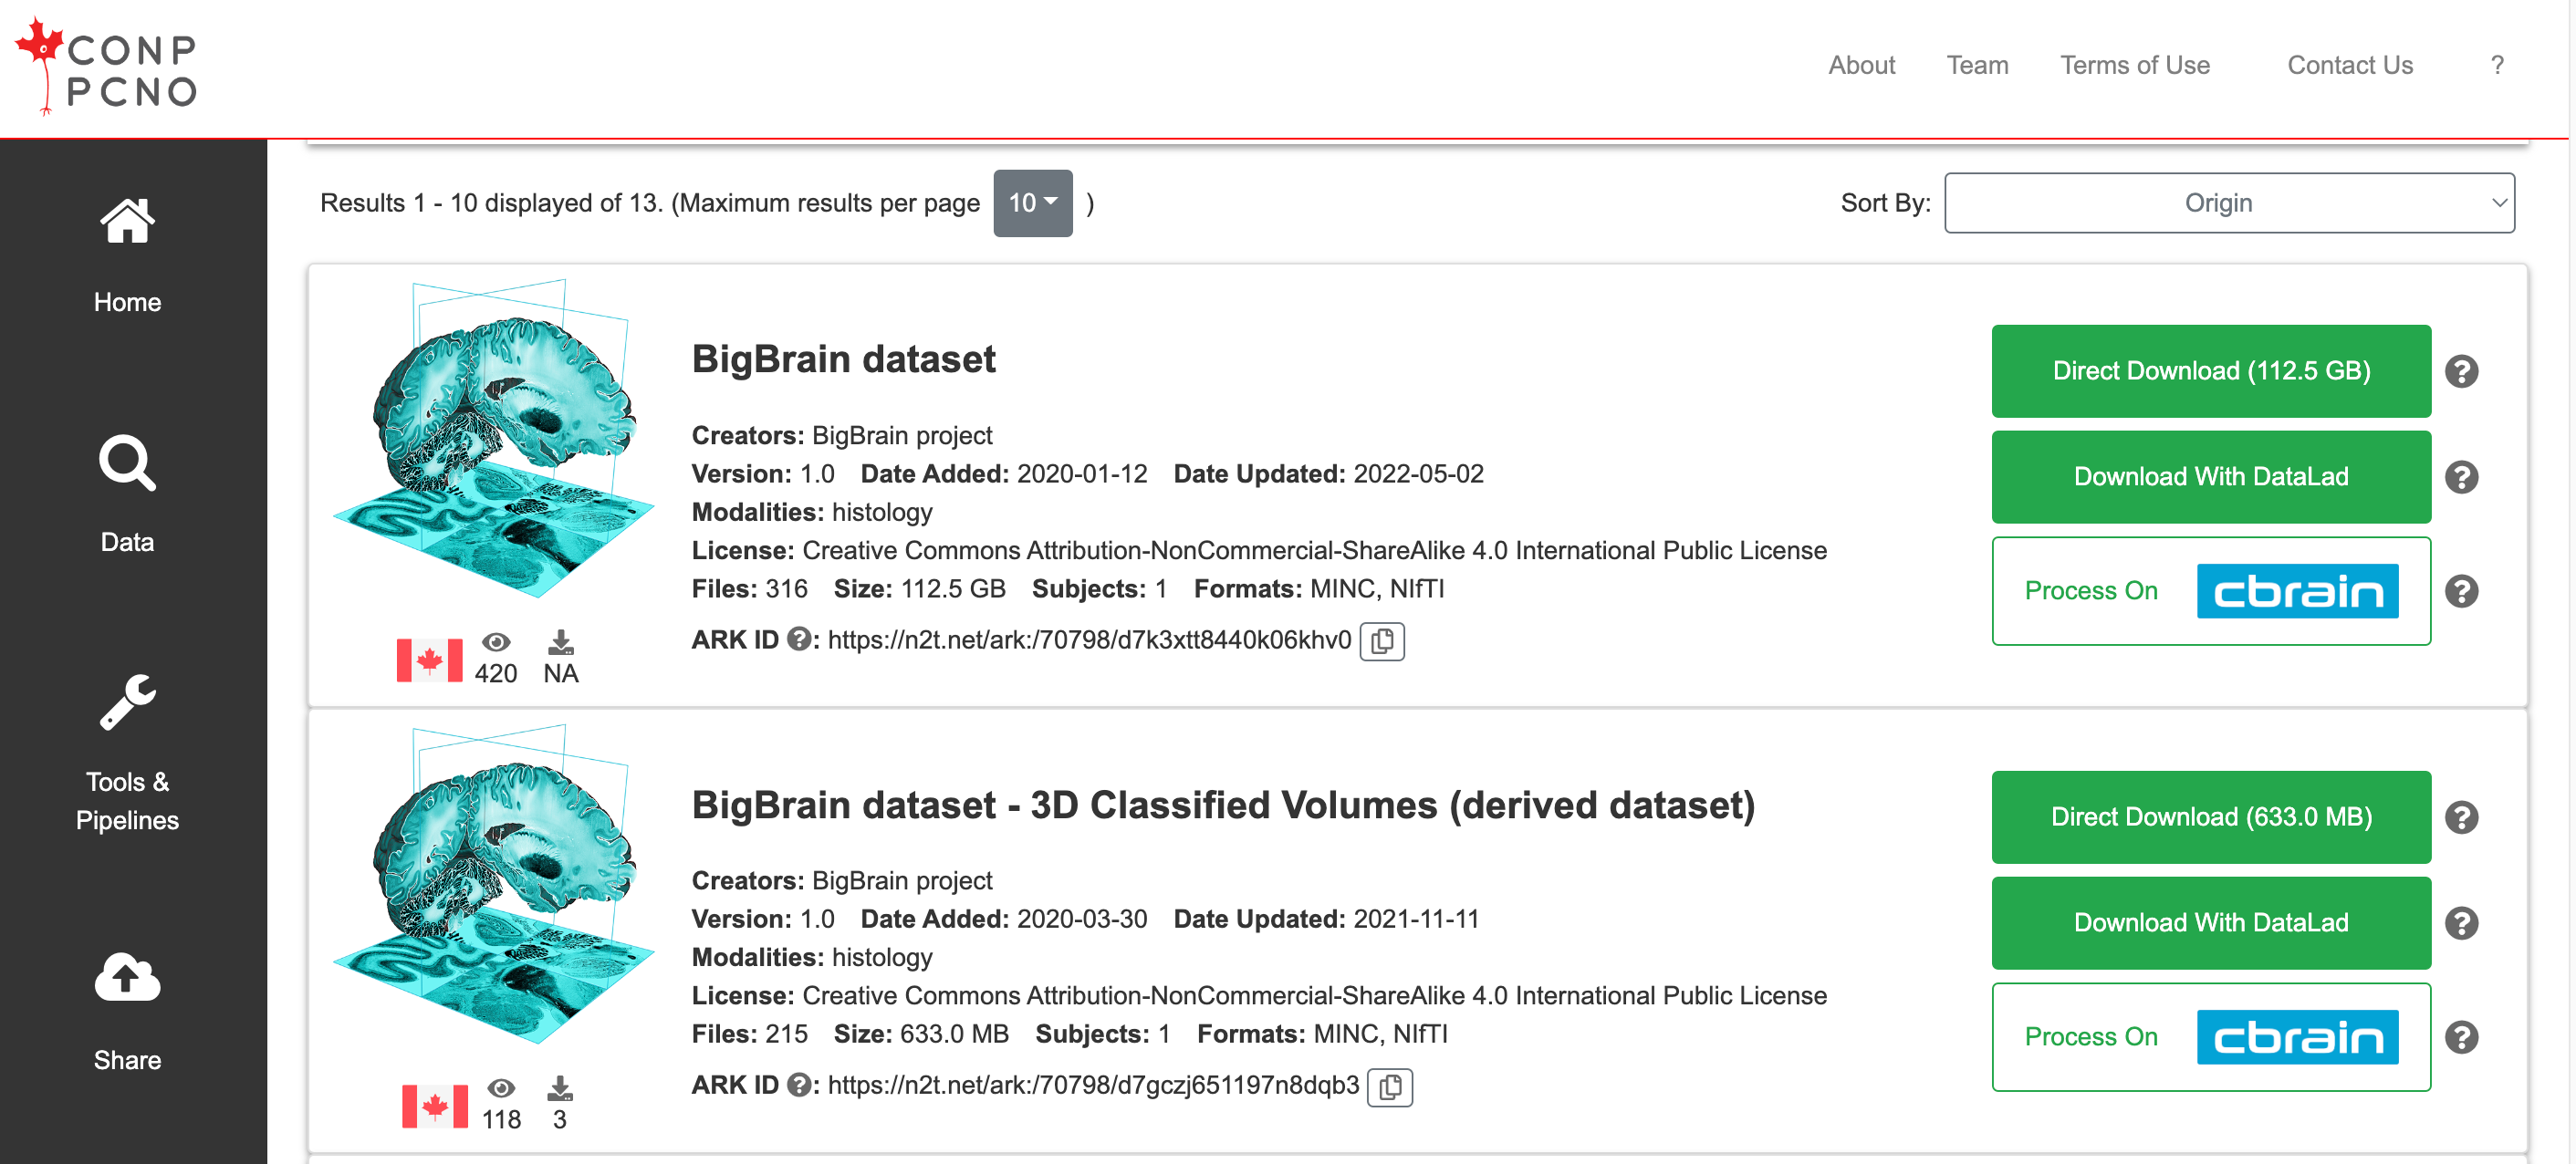 CONP
PCNO
About Team Terms of Use Contact Us ?
Results 1 - 10 displayed of 13. (Maximum results per page 10 )
Sort By: Origin
Home
Data
Tools &
Pipelines
Share
BigBrain dataset
Creators: BigBrain project
Version: 1.0 Date Added: 2020-01-12 Date Updated: 2022-05-02
Modalities: histology
License: Creative Commons Attribution-NonCommercial-ShareAlike 4.0 International Public License
Files: 316 Size: 112.5 GB Subjects: 1 Formats: MINC, NIfTI
ARK ID ?: https://n2t.net/ark:/70798/d7k3xtt8440k06khv0
420 NA
Direct Download (112.5 GB) ?
Download With DataLad ?
Process On cbrain ?
BigBrain dataset - 3D Classified Volumes (derived dataset)
Creators: BigBrain project
Version: 1.0 Date Added: 2020-03-30 Date Updated: 2021-11-11
Modalities: histology
License: Creative Commons Attribution-NonCommercial-ShareAlike 4.0 International Public License
Files: 215 Size: 633.0 MB Subjects: 1 Formats: MINC, NIfTI
ARK ID ?: https://n2t.net/ark:/70798/d7gczj651197n8dqb3
118 3
Direct Download (633.0 MB) ?
Download With DataLad ?
Process On cbrain ?